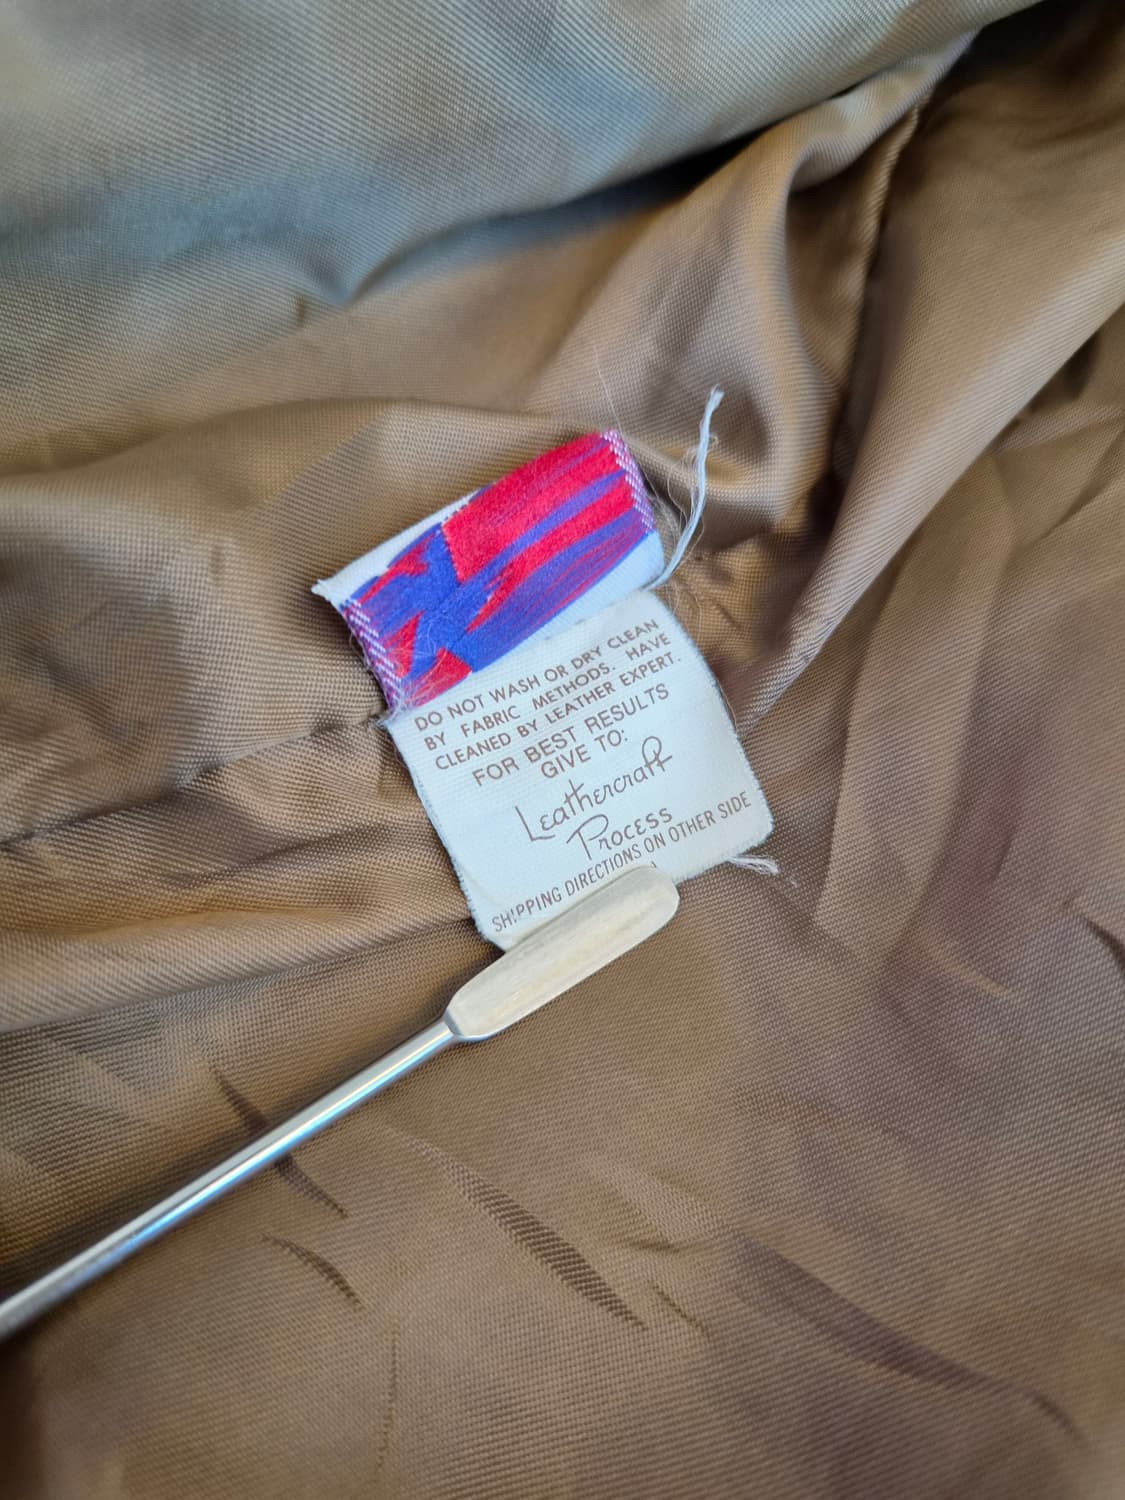 DO NOT WASH OR DRY CLEAN
BY FABRIC METHODS. HAVE
CLEANED BY LEATHER EXPERT.
FOR BEST RESULTS
GIVE TO:
Leathercraft
Process
SHIPPING DIRECTIONS ON OTHER SIDE